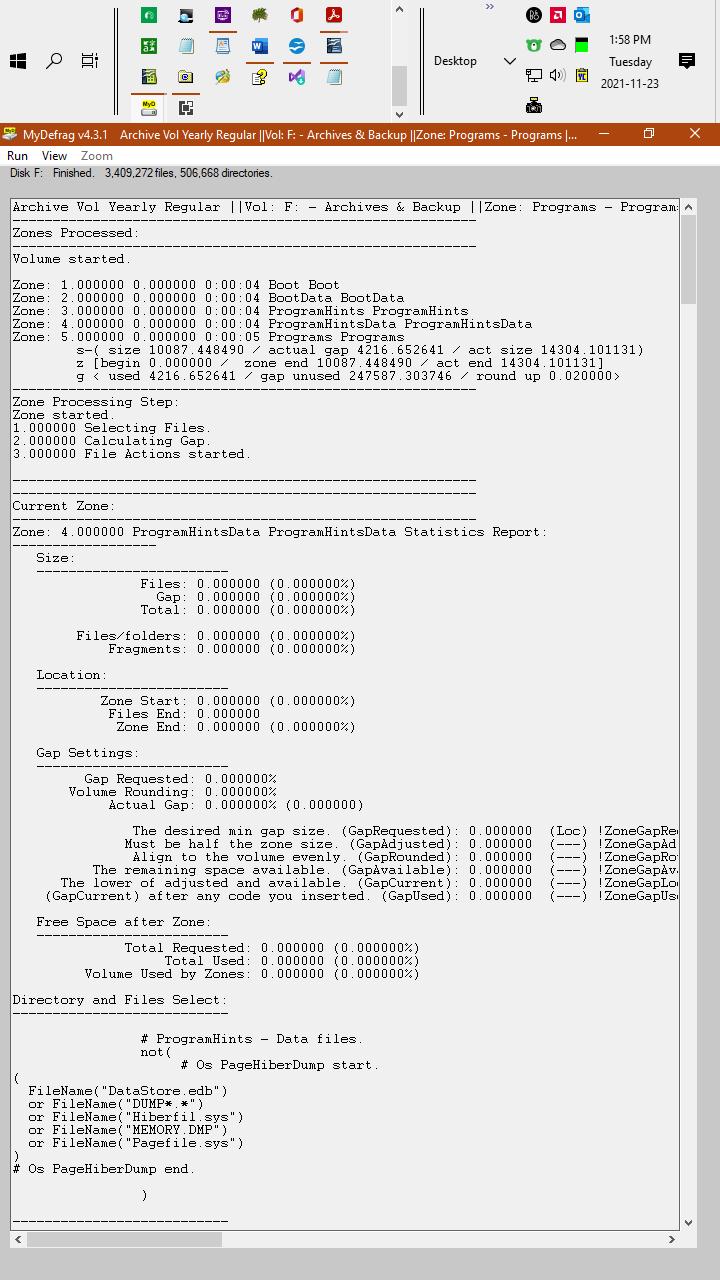 Desktop
1:58 PM
Tuesday
2021-11-23
MyDefrag v4.3.1 Archive Vol Yearly Regular ||Vol: F: - Archives & Backup ||Zone: Programs - Programs |...
Run View Zoom
Disk F: Finished. 3,409,272 files, 506,668 directories.
Archive Vol Yearly Regular ||Vol: F: - Archives & Backup ||Zone: Programs - Program
------------------------------------------------------------
Zones Processed:
------------------------------------------------------------
Volume started.
Zone: 1.000000 0.000000 0:00:04 Boot Boot
Zone: 2.000000 0.000000 0:00:04 BootData BootData
Zone: 3.000000 0.000000 0:00:04 ProgramHints ProgramHints
Zone: 4.000000 0.000000 0:00:04 ProgramHintsData ProgramHintsData
Zone: 5.000000 0.000000 0:00:05 Programs Programs
s-( size 10087.448490 / actual gap 4216.652641 / act size 14304.101131)
z [begin 0.000000 / zone end 10087.448490 / act end 14304.101131]
g < used 4216.652641 / gap unused 247587.303746 / round up 0.020000>
------------------------------------------------------------
Zone Processing Step:
Zone started.
1.000000 Selecting Files.
2.000000 Calculating Gap.
3.000000 File Actions started.
------------------------------------------------------------
------------------------------------------------------------
Current Zone:
------------------------------------------------------------
Zone: 4.000000 ProgramHintsData ProgramHintsData Statistics Report:
------------------
Size:
------------------------
Files: 0.000000 (0.000000%)
Gap: 0.000000 (0.000000%)
Total: 0.000000 (0.000000%)
Files/folders: 0.000000 (0.000000%)
Fragments: 0.000000 (0.000000%)
Location:
------------------------
Zone Start: 0.000000 (0.000000%)
Files End: 0.000000
Zone End: 0.000000 (0.000000%)
Gap Settings:
------------------------
Gap Requested: 0.000000%
Volume Rounding: 0.000000%
Actual Gap: 0.000000% (0.000000)
The desired min gap size. (GapRequested): 0.000000 (Loc) !ZoneGapRe
Must be half the zone size. (GapAdjusted): 0.000000 (---) !ZoneGapAd
Align to the volume evenly. (GapRounded): 0.000000 (---) !ZoneGapRo
The remaining space available. (GapAvailable): 0.000000 (---) !ZoneGapAv
The lower of adjusted and available. (GapCurrent): 0.000000 (---) !ZoneGapLo
(GapCurrent) after any code you inserted. (GapUsed): 0.000000 (---) !ZoneGapUs
Free Space after Zone:
------------------------
Total Requested: 0.000000 (0.000000%)
Total Used: 0.000000 (0.000000%)
Volume Used by Zones: 0.000000 (0.000000%)
Directory and Files Select:
---------------------------
# ProgramHints - Data files.
not(
# Os PageHiberDump start.
(
FileName("DataStore.edb")
or FileName("DUMP*.*")
or FileName("Hiberfil.sys")
or FileName("MEMORY.DMP")
or FileName("Pagefile.sys")
)
# Os PageHiberDump end.
)
---------------------------